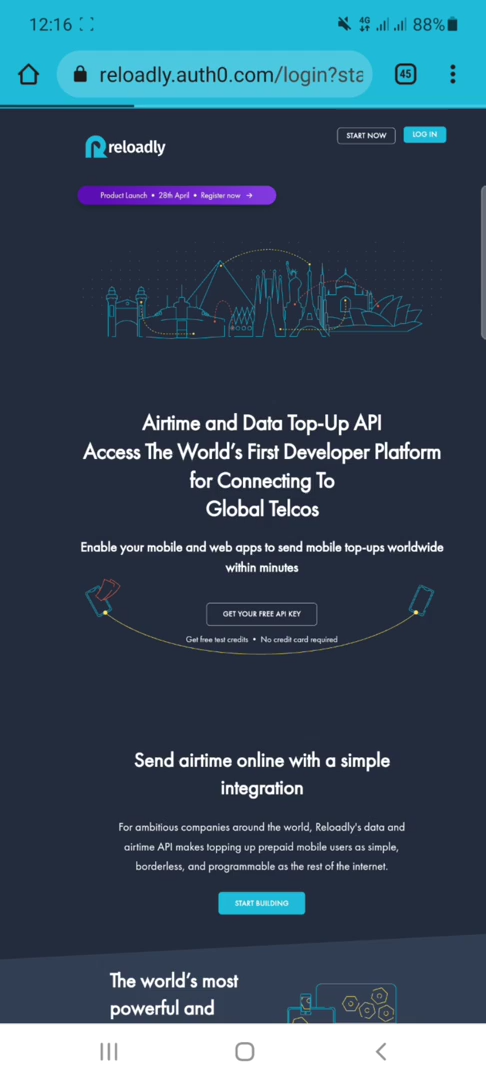 12:16
4G
88%
reloadly.auth0.com/login?sta
45
reloadly
START NOW
LOG IN
Product Launch • 28th April • Register now →
Airtime and Data Top-Up API
Access The World's First Developer Platform
for Connecting To
Global Telcos
Enable your mobile and web apps to send mobile top-ups worldwide
within minutes
GET YOUR FREE API KEY
Get free test credits • No credit card required
Send airtime online with a simple
integration
For ambitious companies around the world, Reloadly's data and
airtime API makes topping up prepaid mobile users as simple,
borderless, and programmable as the rest of the internet.
START BUILDING
The world's most
powerful and